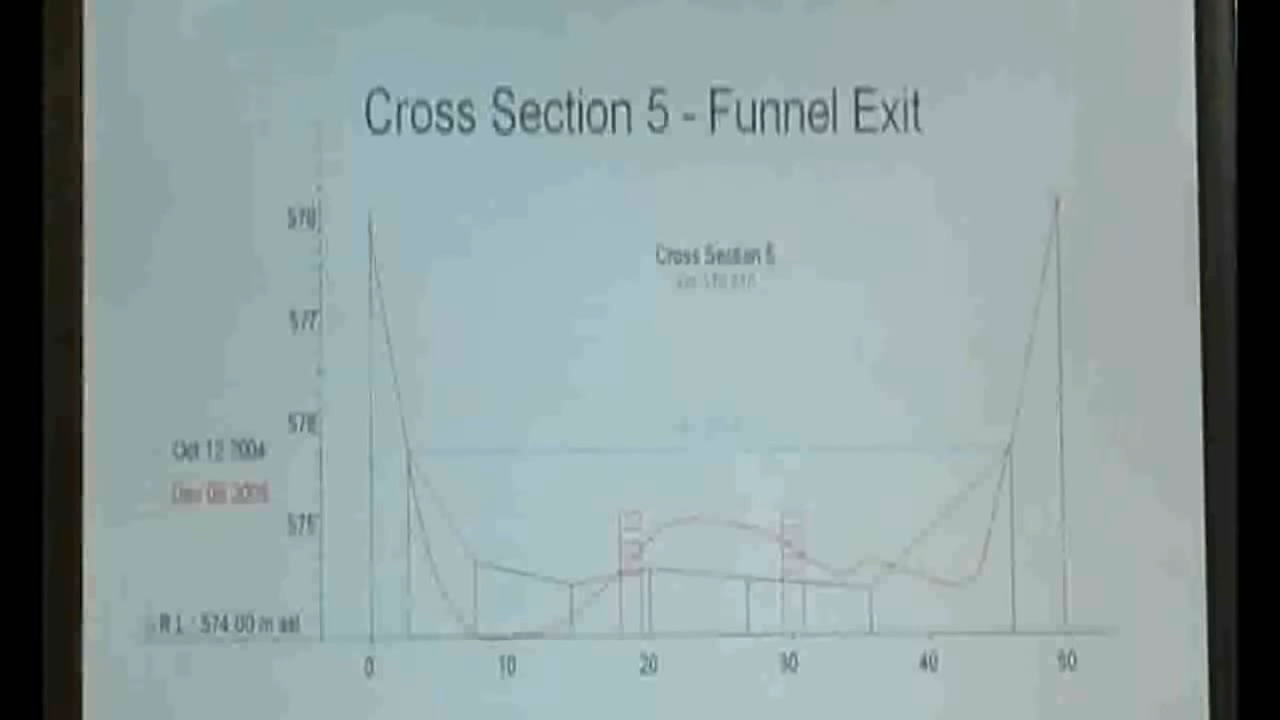 Cross Section 5 - Funnel Exit
578
Cross Section 5
577
576
Oct 12 2004
575
R L : 574.00 m asl
0 10 20 30 40 50